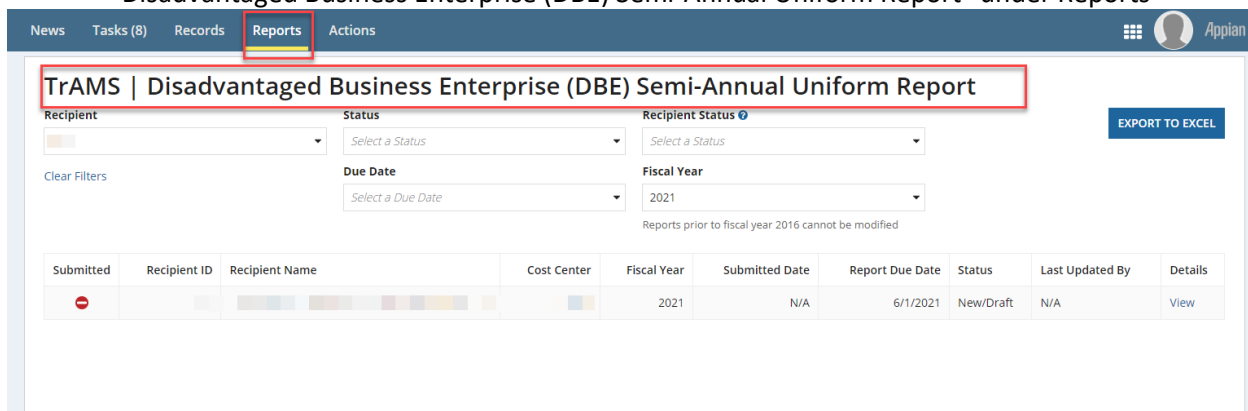 Disadvantaged Business Enterprise (DBE) Semi-Annual Uniform Report" under Reports
News Tasks (8) Records Reports Actions Appian
TrAMS | Disadvantaged Business Enterprise (DBE) Semi-Annual Uniform Report
Recipient Status Recipient Status EXPORT TO EXCEL
Select a Status Select a Status
Clear Filters Due Date Fiscal Year
Select a Due Date 2021
Reports prior to fiscal year 2016 cannot be modified
Submitted Recipient ID Recipient Name Cost Center Fiscal Year Submitted Date Report Due Date Status Last Updated By Details
2021 N/A 6/1/2021 New/Draft N/A View